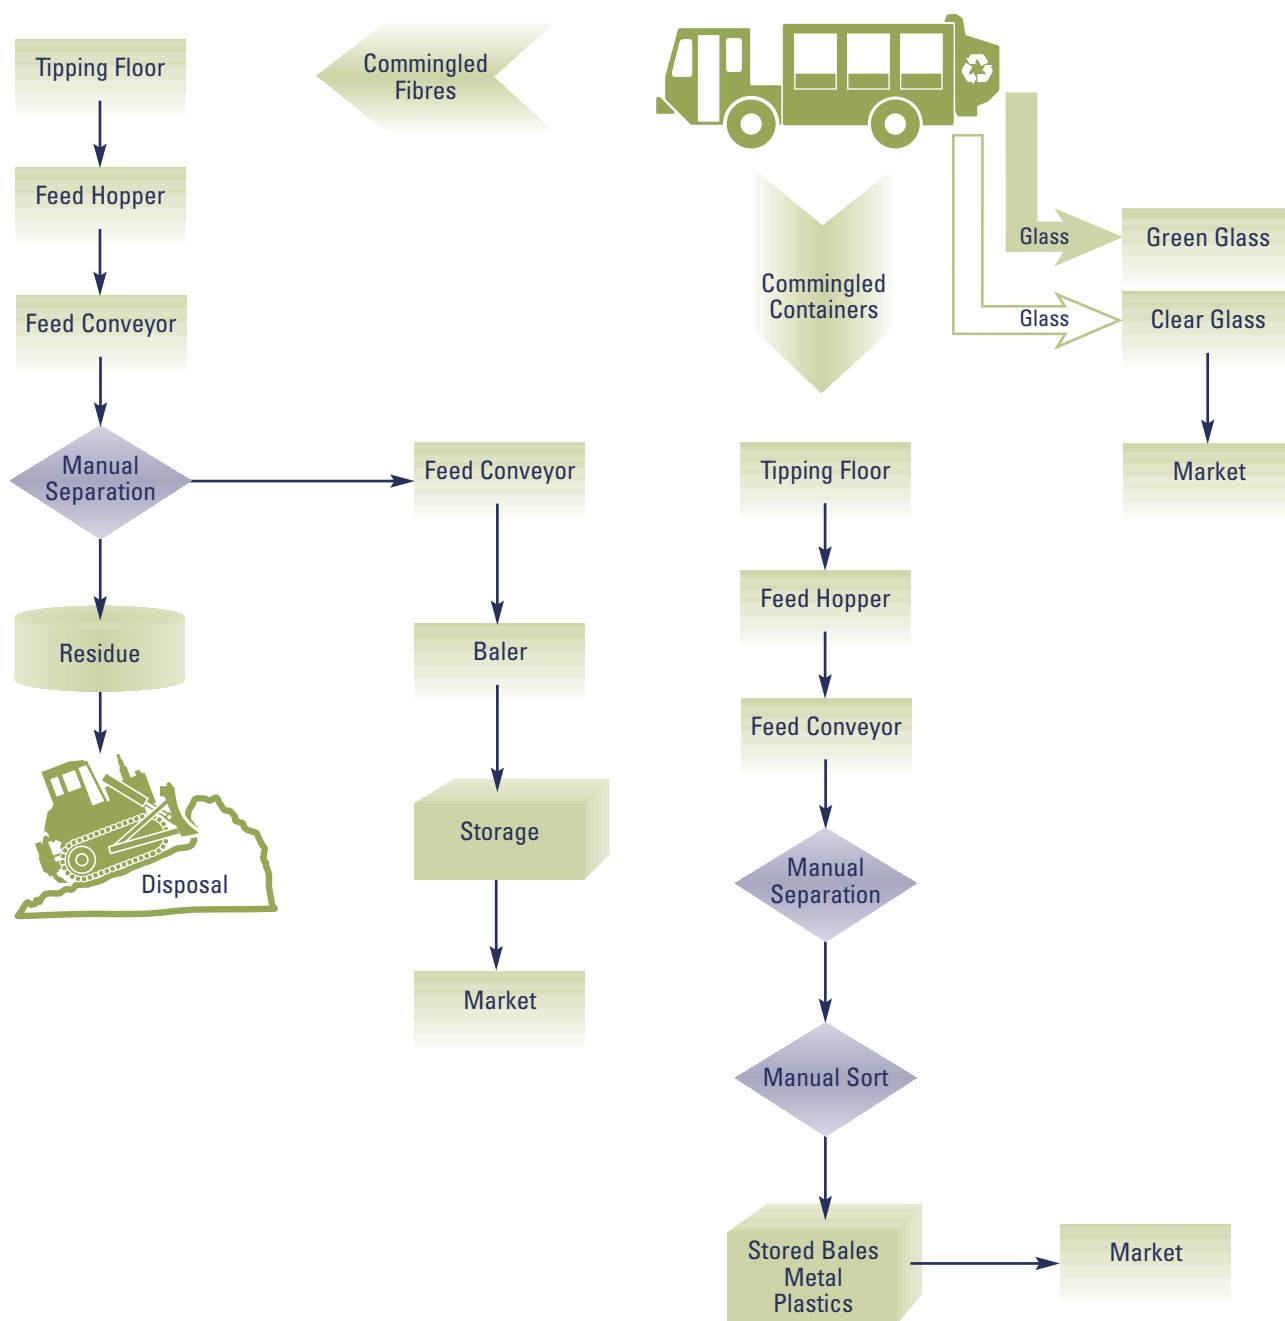 Tipping Floor
Feed Hopper
Feed Conveyor
Manual
Separation
Residue
Disposal
Commingled
Fibres
Feed Conveyor
Baler
Storage
Market
Commingled
Containers
Tipping Floor
Feed Hopper
Feed Conveyor
Manual
Separation
Manual Sort
Stored Bales
Metal
Plastics
Market
Glass
Green Glass
Glass
Clear Glass
Market